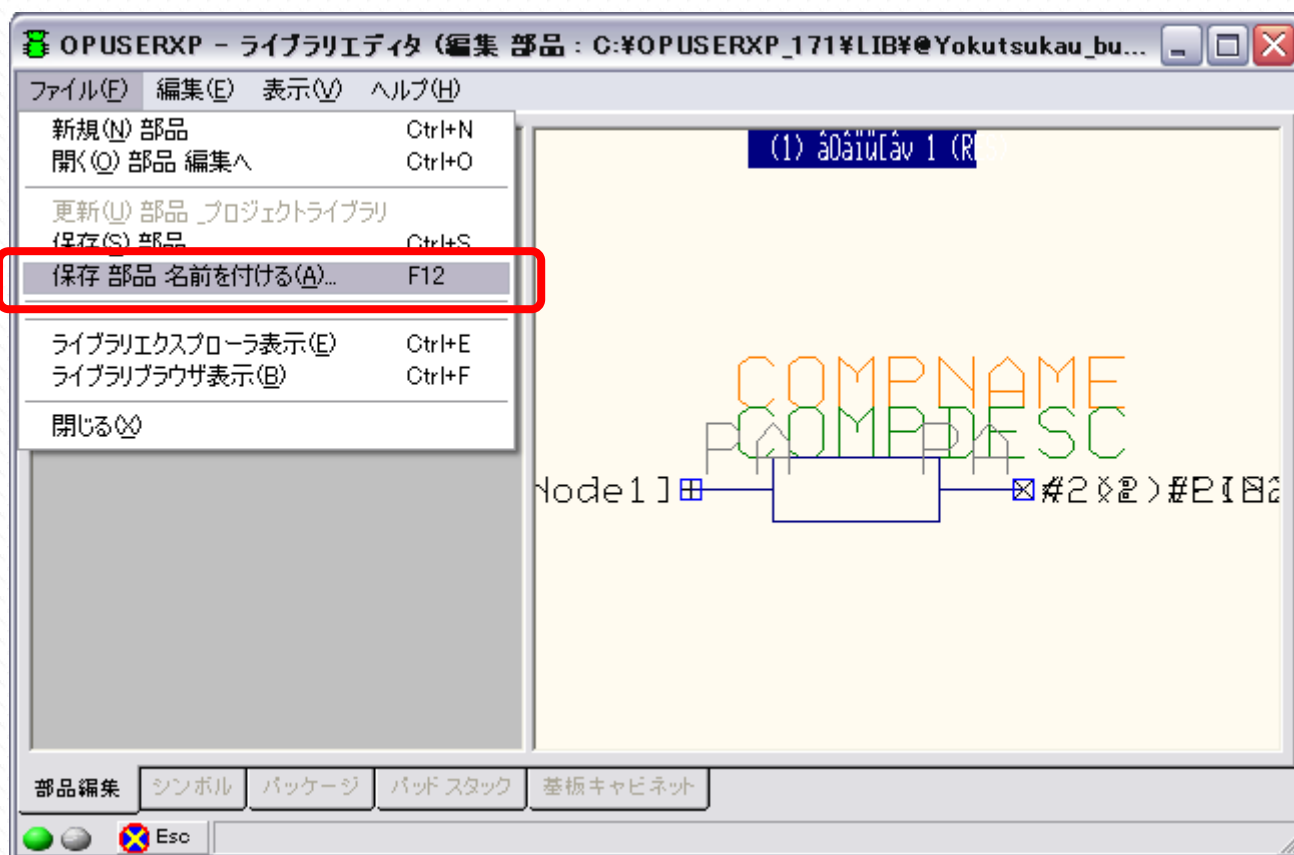 OPUSERXP - ライブラリエディタ (編集 部品 : C:¥OPUSERXP_171¥LIB¥@Yokutsukau_bu...
ファイル(F) 編集(E) 表示(V) ヘルプ(H)
新規(N) 部品 Ctrl+N
開く(O) 部品 編集へ Ctrl+O
更新(U) 部品 _プロジェクトライブラリ
保存(S) 部品 Ctrl+S
保存 部品 名前を付ける(A)... F12
ライブラリエクスプローラ表示(E) Ctrl+E
ライブラリブラウザ表示(B) Ctrl+F
閉じる(X)
(1) âOâïü[âv 1 (R
COMPNAME
COMPDESC
PA PA
Node1]
部品編集 シンボル パッケージ パッド スタック 基板キャビネット
Esc